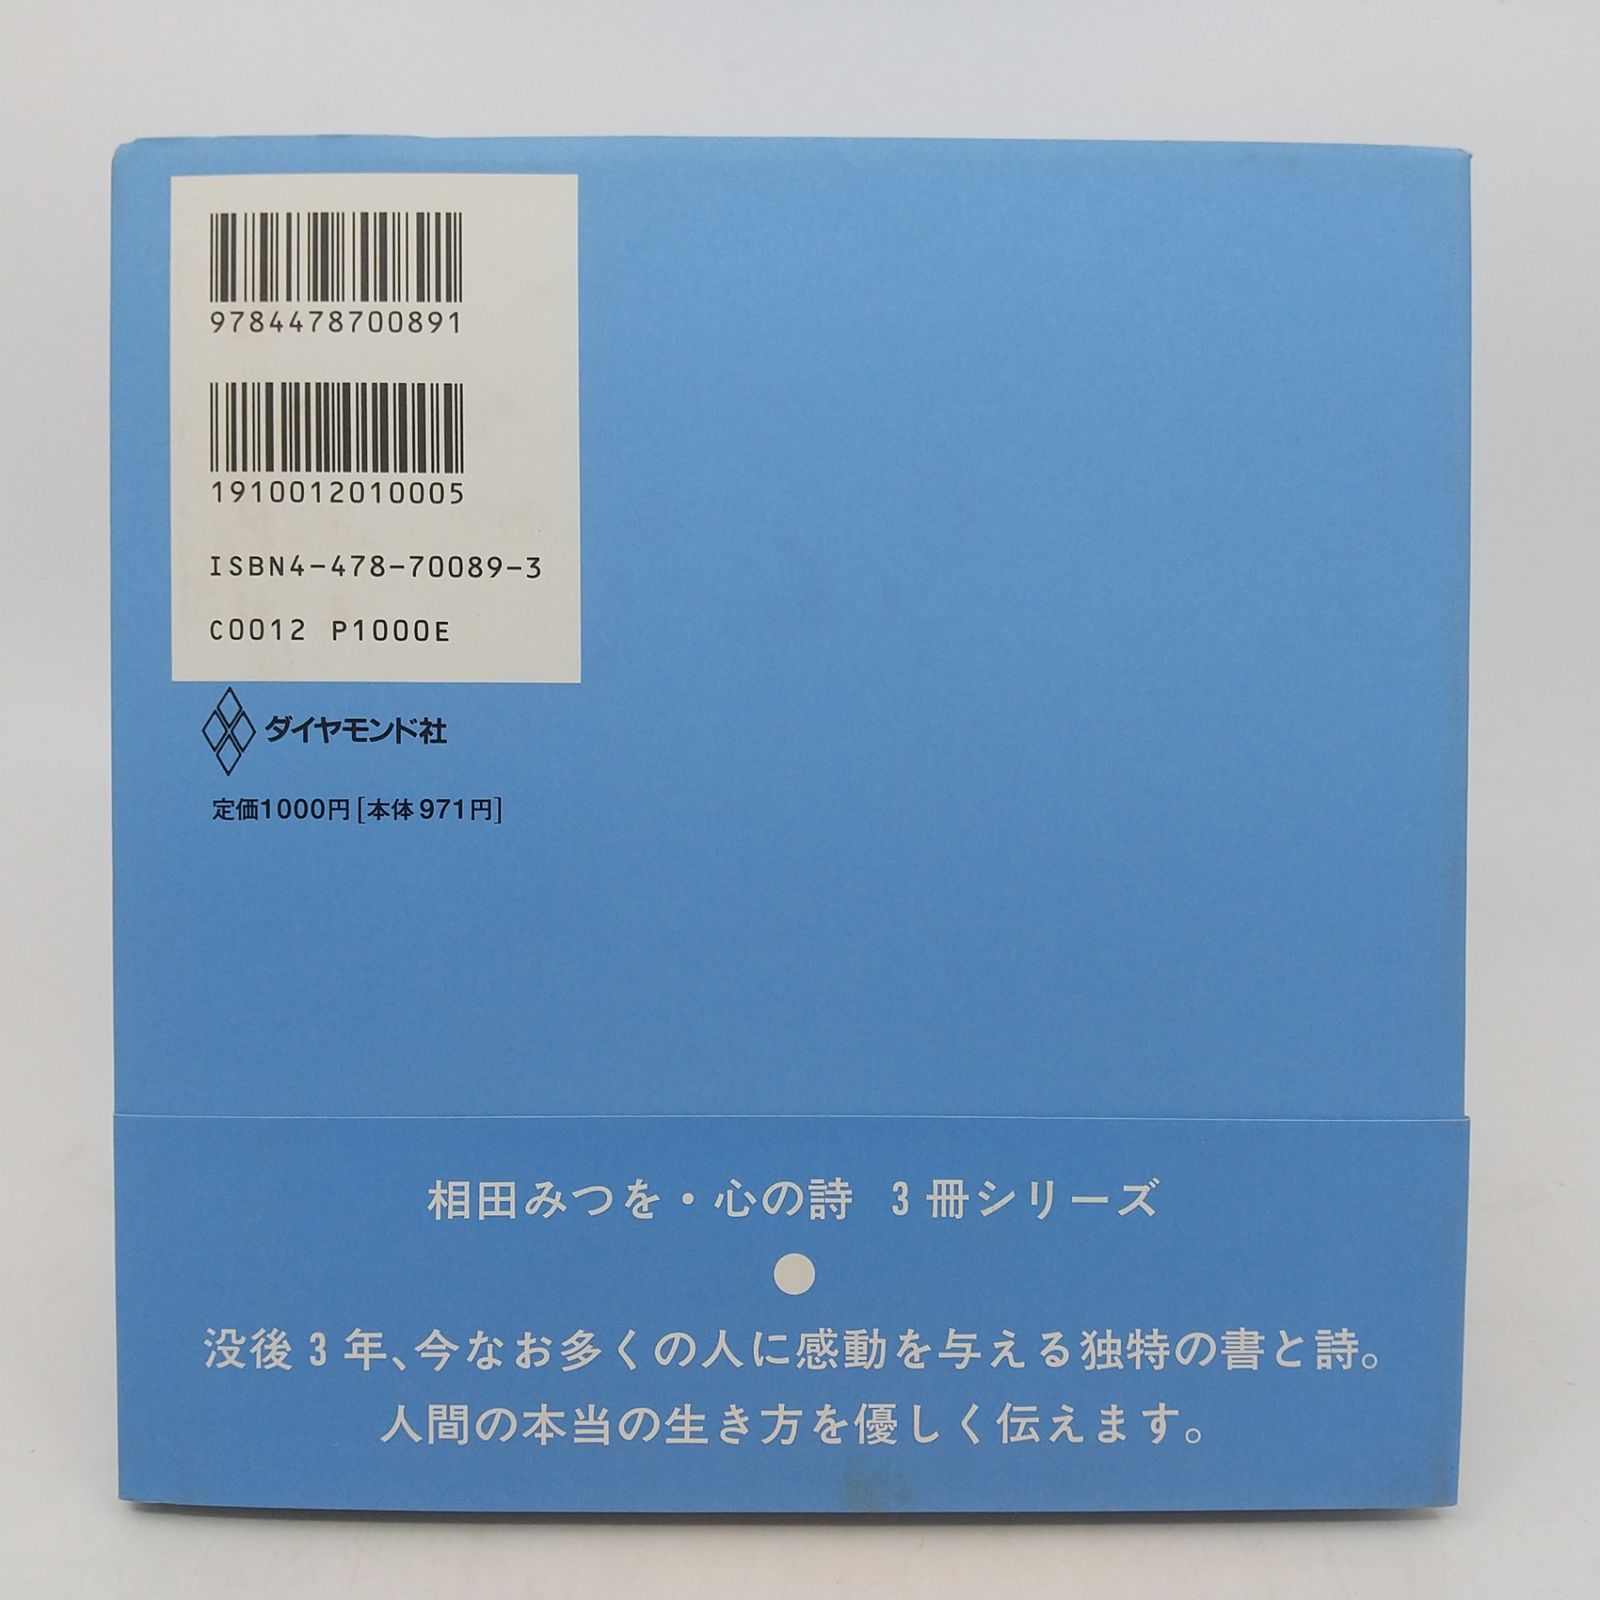 9784478700891
1910012010005
ISBN4-478-70089-3
C0012 P1000E
ダイヤモンド社
定価1000円[本体971円]
相田みつを・心の詩 3冊シリーズ
没後3年、今なお多くの人に感動を与える独特の書と詩。
人間の本当の生き方を優しく伝えます。